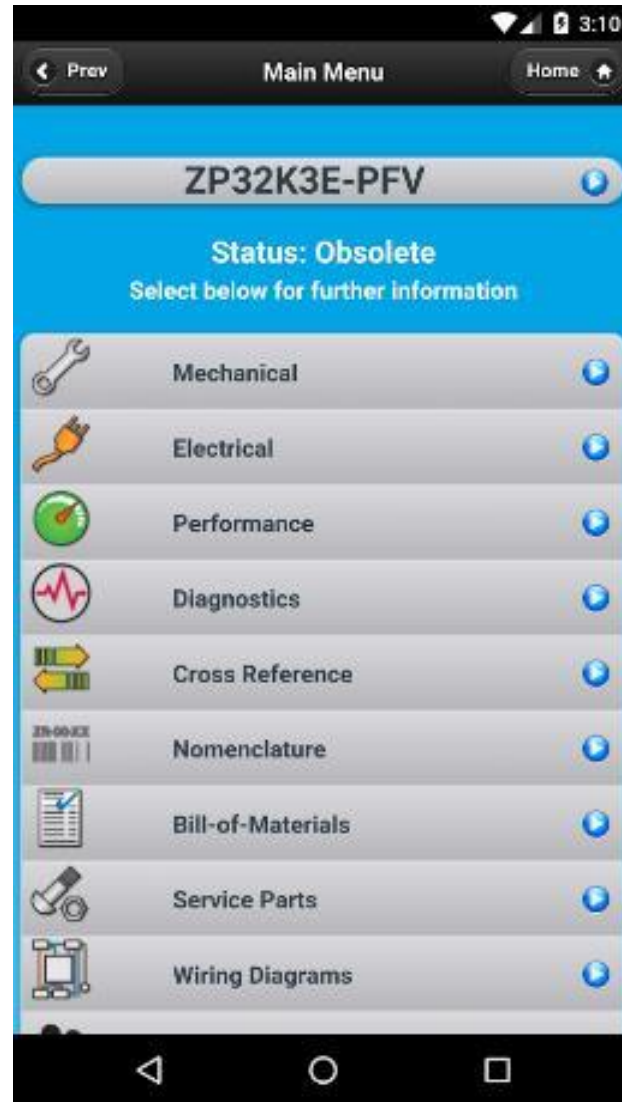 3:10
Prev Main Menu Home
ZP32K3E-PFV
Status: Obsolete
Select below for further information
Mechanical
Electrical
Performance
Diagnostics
Cross Reference
Nomenclature
Bill-of-Materials
Service Parts
Wiring Diagrams